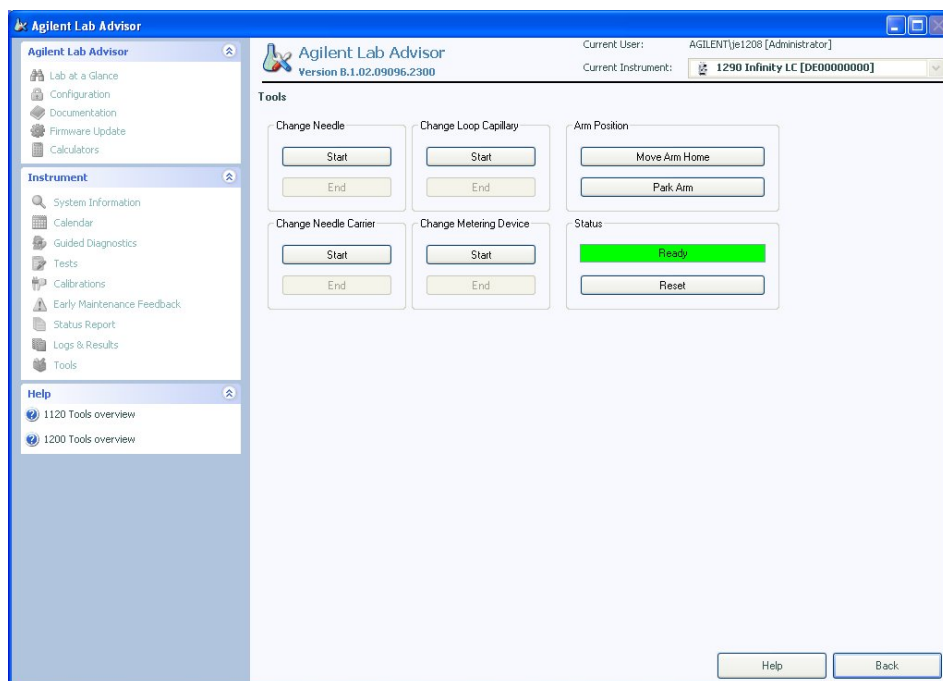 Agilent Lab Advisor
Agilent Lab Advisor
Lab at a Glance
Configuration
Documentation
Firmware Update
Calculators
Instrument
System Information
Calendar
Guided Diagnostics
Tests
Calibrations
Early Maintenance Feedback
Status Report
Logs & Results
Tools
Help
1120 Tools overview
1200 Tools overview
Agilent Lab Advisor
Version B.1.02.09096.2300
Current User: AGILENT\je1208 [Administrator]
Current Instrument: 1290 Infinity LC [DE00000000]
Tools
Change Needle
Start
End
Change Loop Capillary
Start
End
Arm Position
Move Arm Home
Park Arm
Change Needle Carrier
Start
End
Change Metering Device
Start
End
Status
Ready
Reset
Help
Back